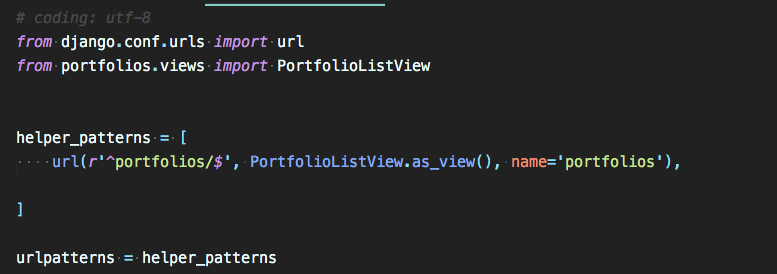 # coding: utf-8
from django.conf.urls import url
from portfolios.views import PortfolioListView
helper_patterns = [
    url(r'^portfolios/$', PortfolioListView.as_view(), name='portfolios'),
]
urlpatterns = helper_patterns